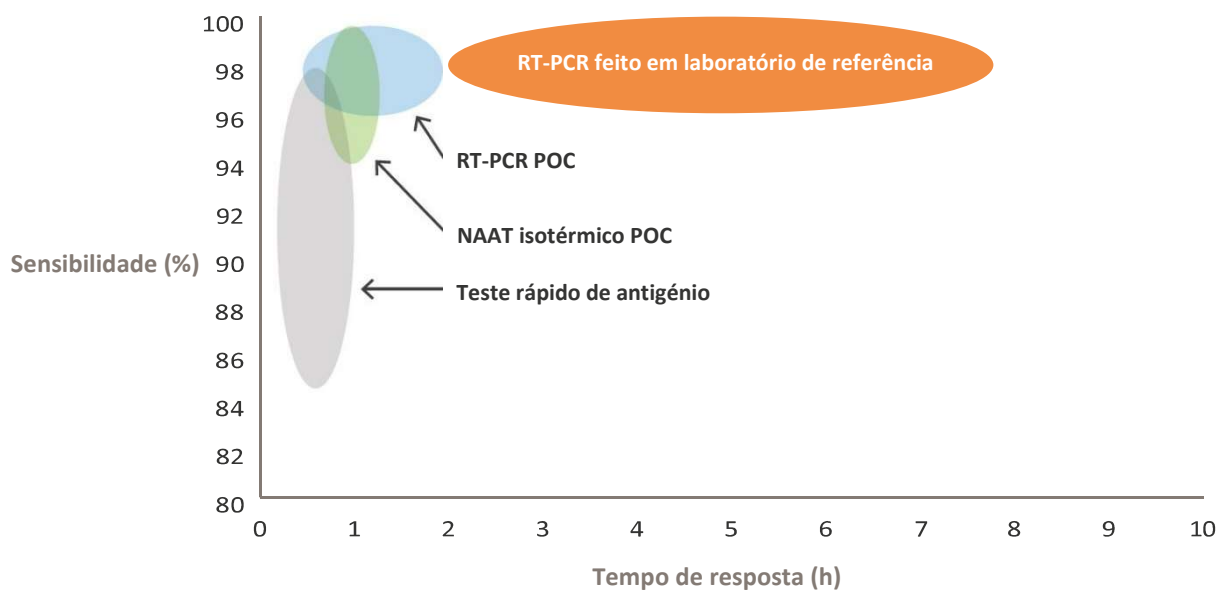 100
98
96
94
92
90
88
86
84
82
80
Sensibilidade (%)
RT-PCR feito em laboratório de referência
RT-PCR POC
NAAT isotérmico POC
Teste rápido de antigénio
0 1 2 3 4 5 6 7 8 9 10
Tempo de resposta (h)